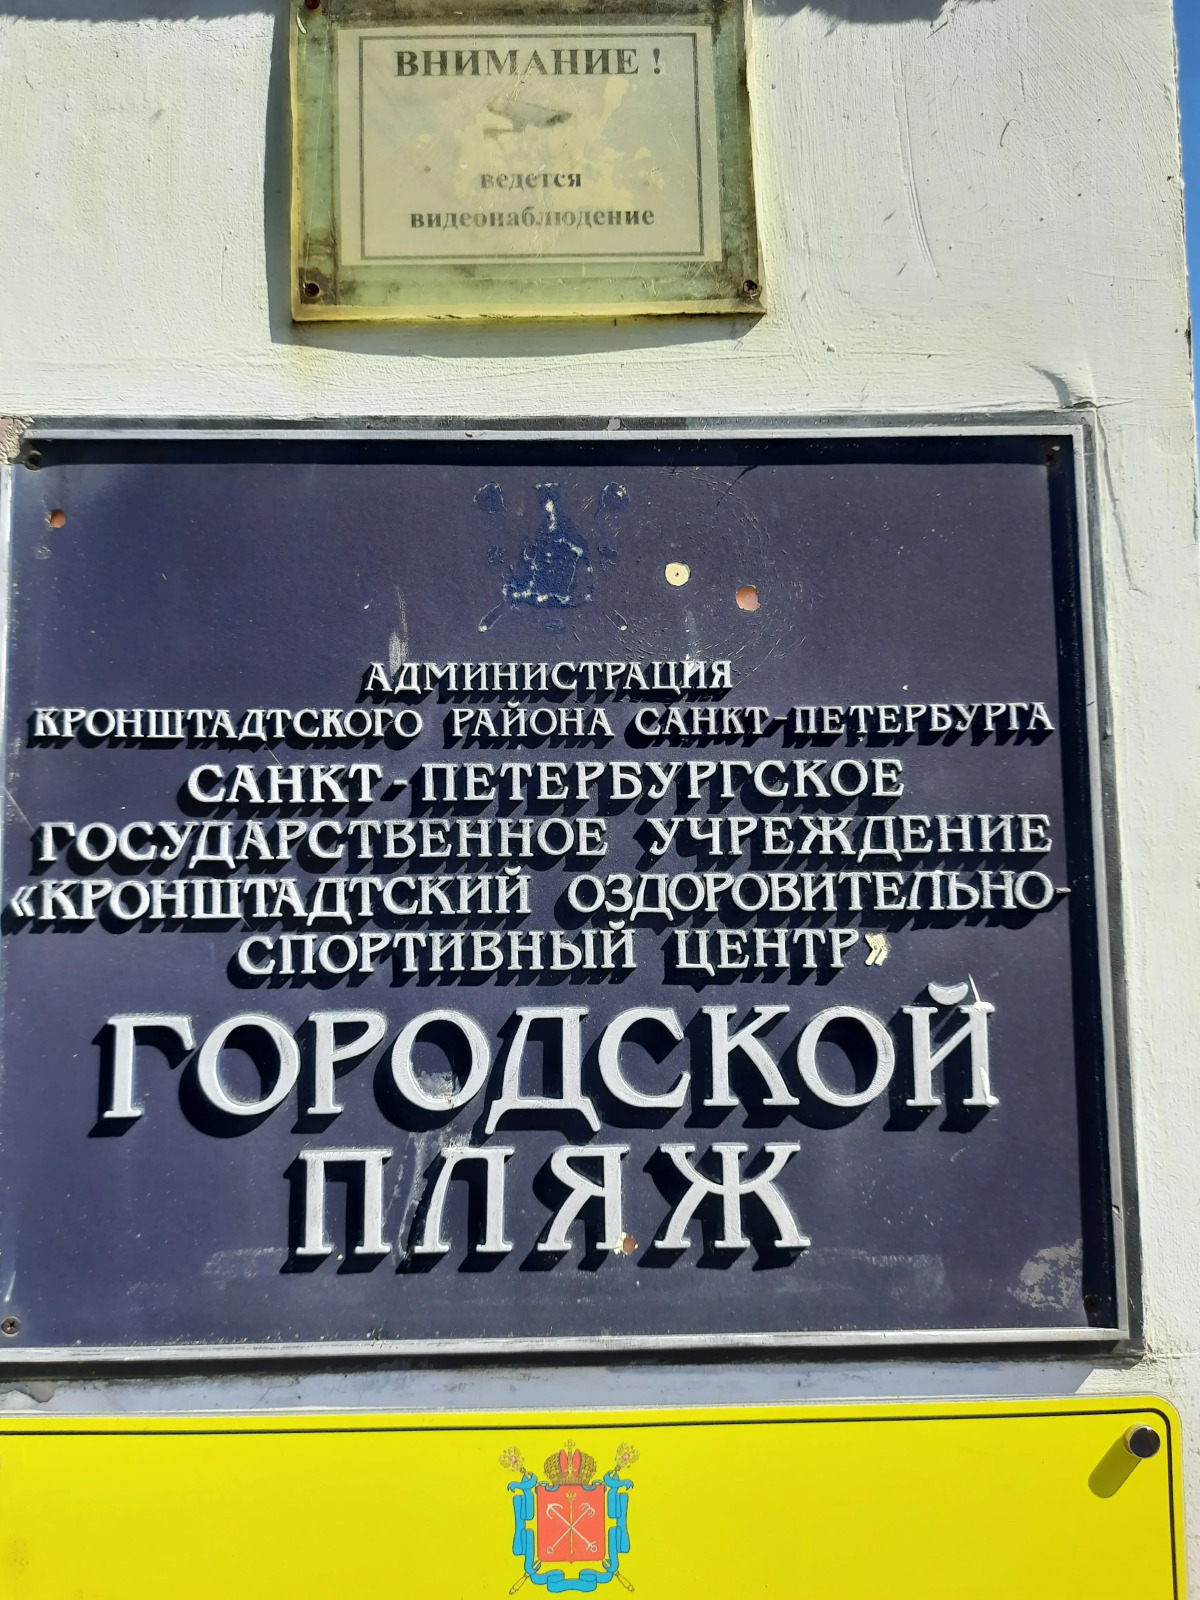 ВНИМАНИЕ !
ведется
видеонаблюдение
АДМИНИСТРАЦИЯ
КРОНШТАДТСКОГО РАЙОНА САНКТ-ПЕТЕРБУРГА
САНКТ-ПЕТЕРБУРГСКОЕ
ГОСУДАРСТВЕННОЕ УЧРЕЖДЕНИЕ
«КРОНШТАДТСКИЙ ОЗДОРОВИТЕЛЬНО-
СПОРТИВНЫЙ ЦЕНТР»
ГОРОДСКОЙ
ПЛЯЖ